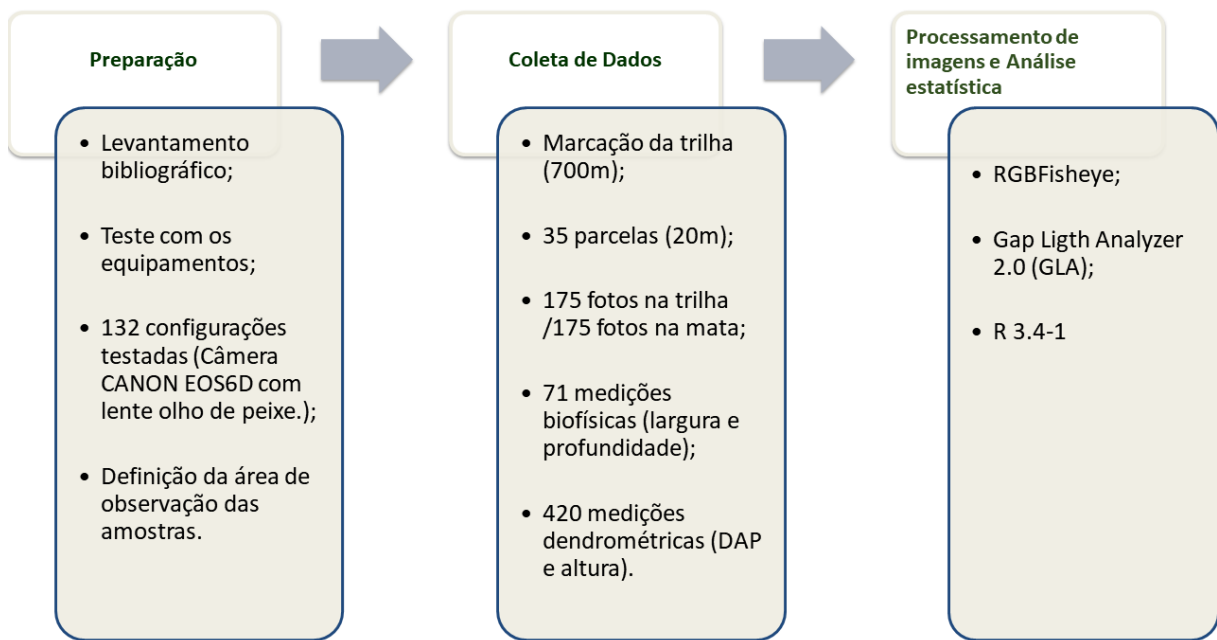 Preparação
• Levantamento
bibliográfico;
• Teste com os
equipamentos;
• 132 configurações
testadas (Câmera
CANON EOS6D com
lente olho de peixe.);
• Definição da área de
observação das
amostras.
Coleta de Dados
• Marcação da trilha
(700m);
• 35 parcelas (20m);
• 175 fotos na trilha
/175 fotos na mata;
• 71 medições
biofísicas (largura e
profundidade);
• 420 medições
dendrométricas (DAP
e altura).
Processamento de
imagens e Análise
estatística
• RGBFisheye;
• Gap Ligth Analyzer
2.0 (GLA);
• R 3.4-1